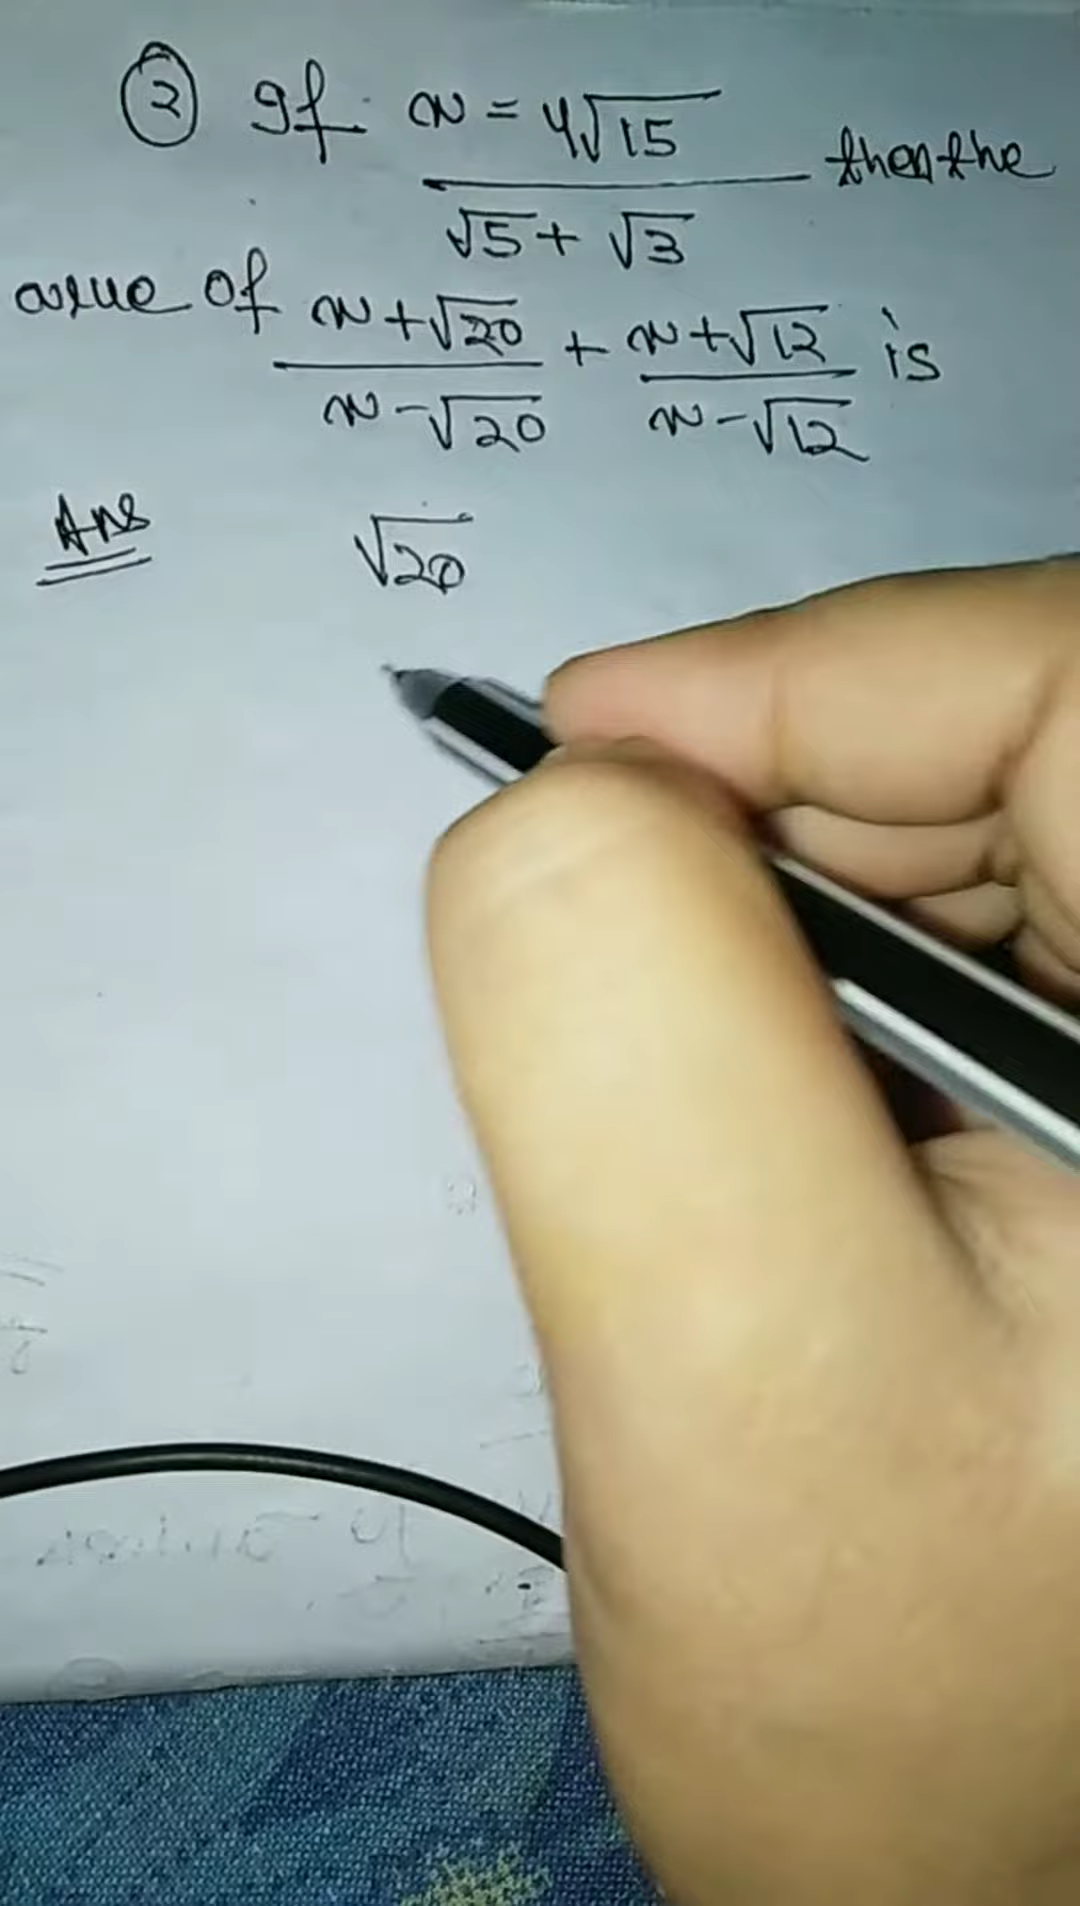 ② If x = 4√15 / √5 + √3 then the
value of x + √20 / x - √20 + x + √12 / x - √12 is
Ans √20